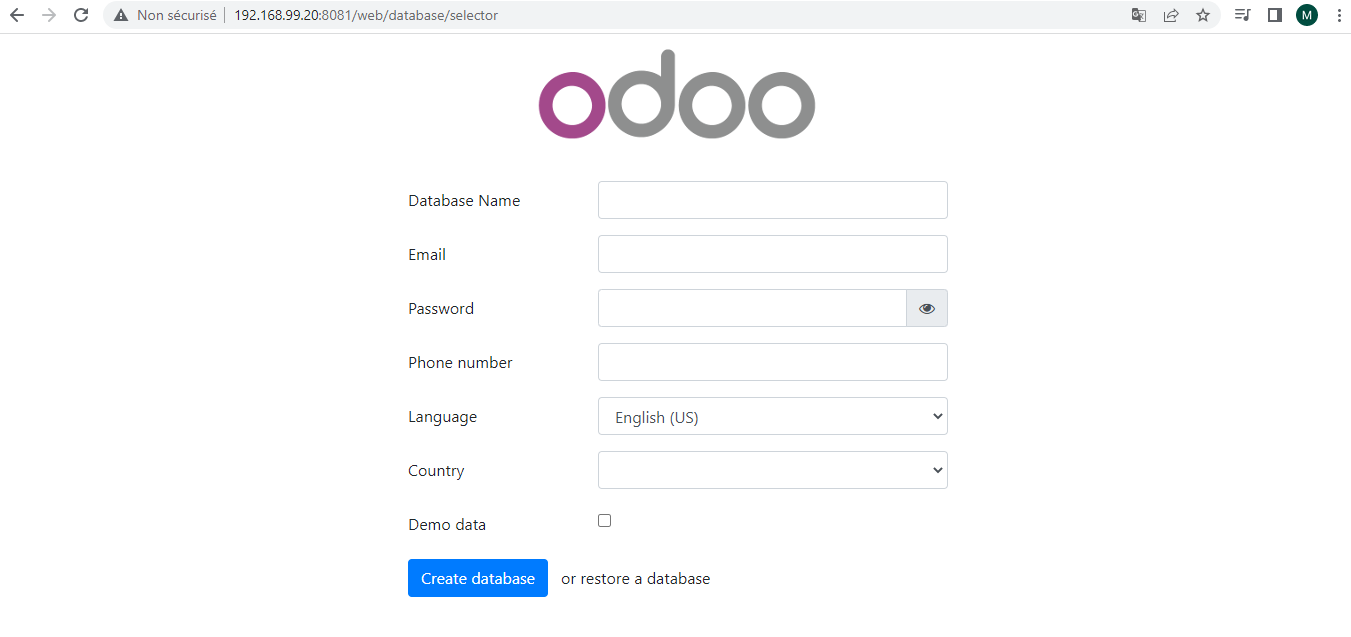 Non sécurisé 192.168.99.20:8081/web/database/selector M
odoo
Database Name
Email
Password
Phone number
Language English (US)
Country
Demo data
Create database or restore a database